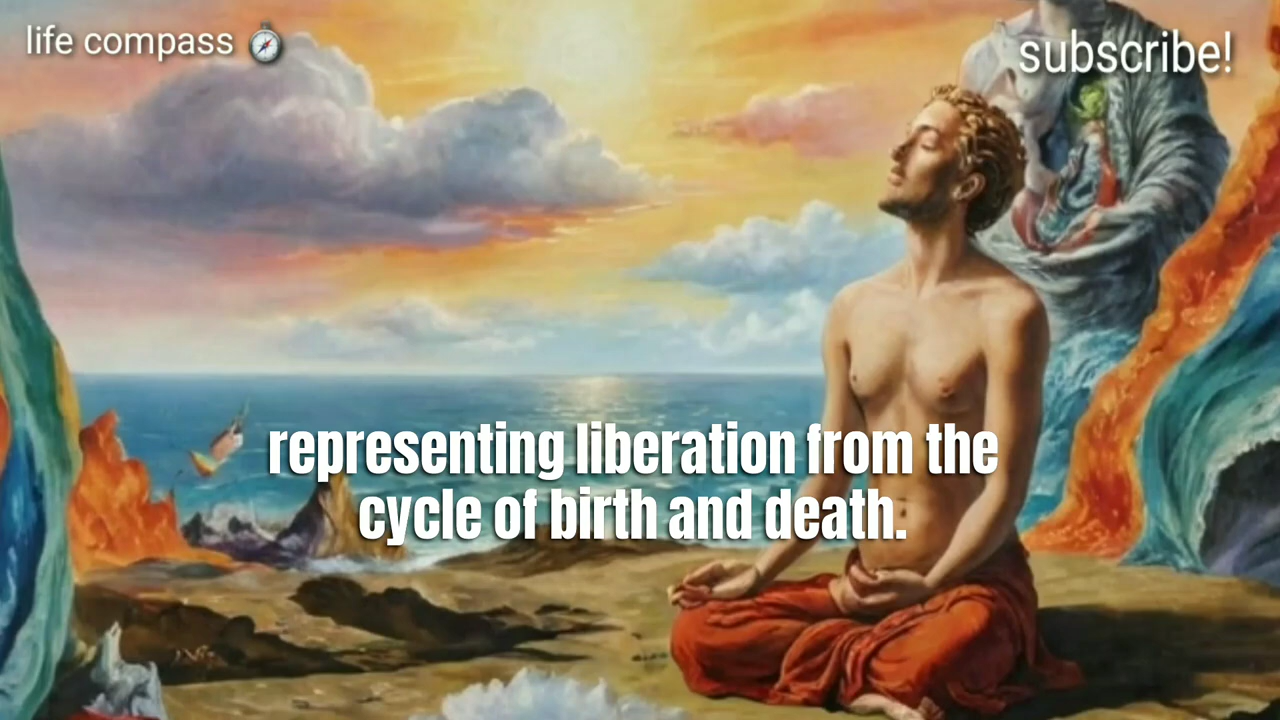 life compass 🧭
subscribe!
representing liberation from the
cycle of birth and death.